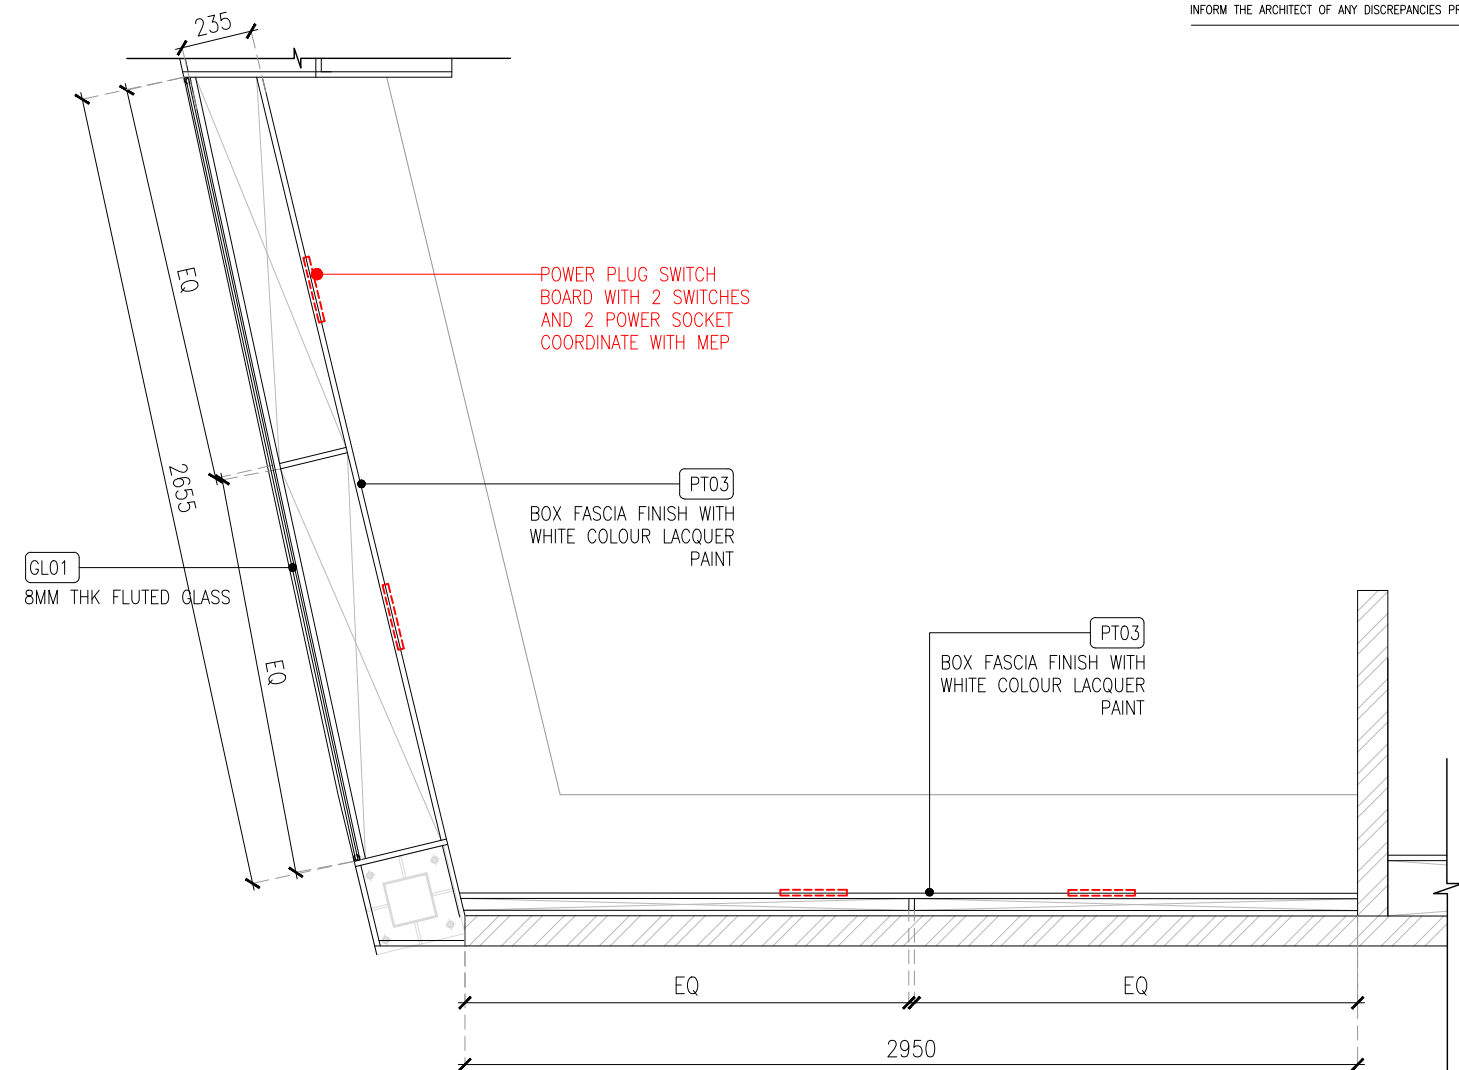 INFORM THE ARCHITECT OF ANY DISCREPANCIES
235
EQ
POWER PLUG SWITCH
BOARD WITH 2 SWITCHES
AND 2 POWER SOCKET
COORDINATE WITH MEP
2655
PT03
BOX FASCIA FINISH WITH
WHITE COLOUR LACQUER
PAINT
GL01
8MM THK FLUTED GLASS
EQ
PT03
BOX FASCIA FINISH WITH
WHITE COLOUR LACQUER
PAINT
EQ
EQ
2950